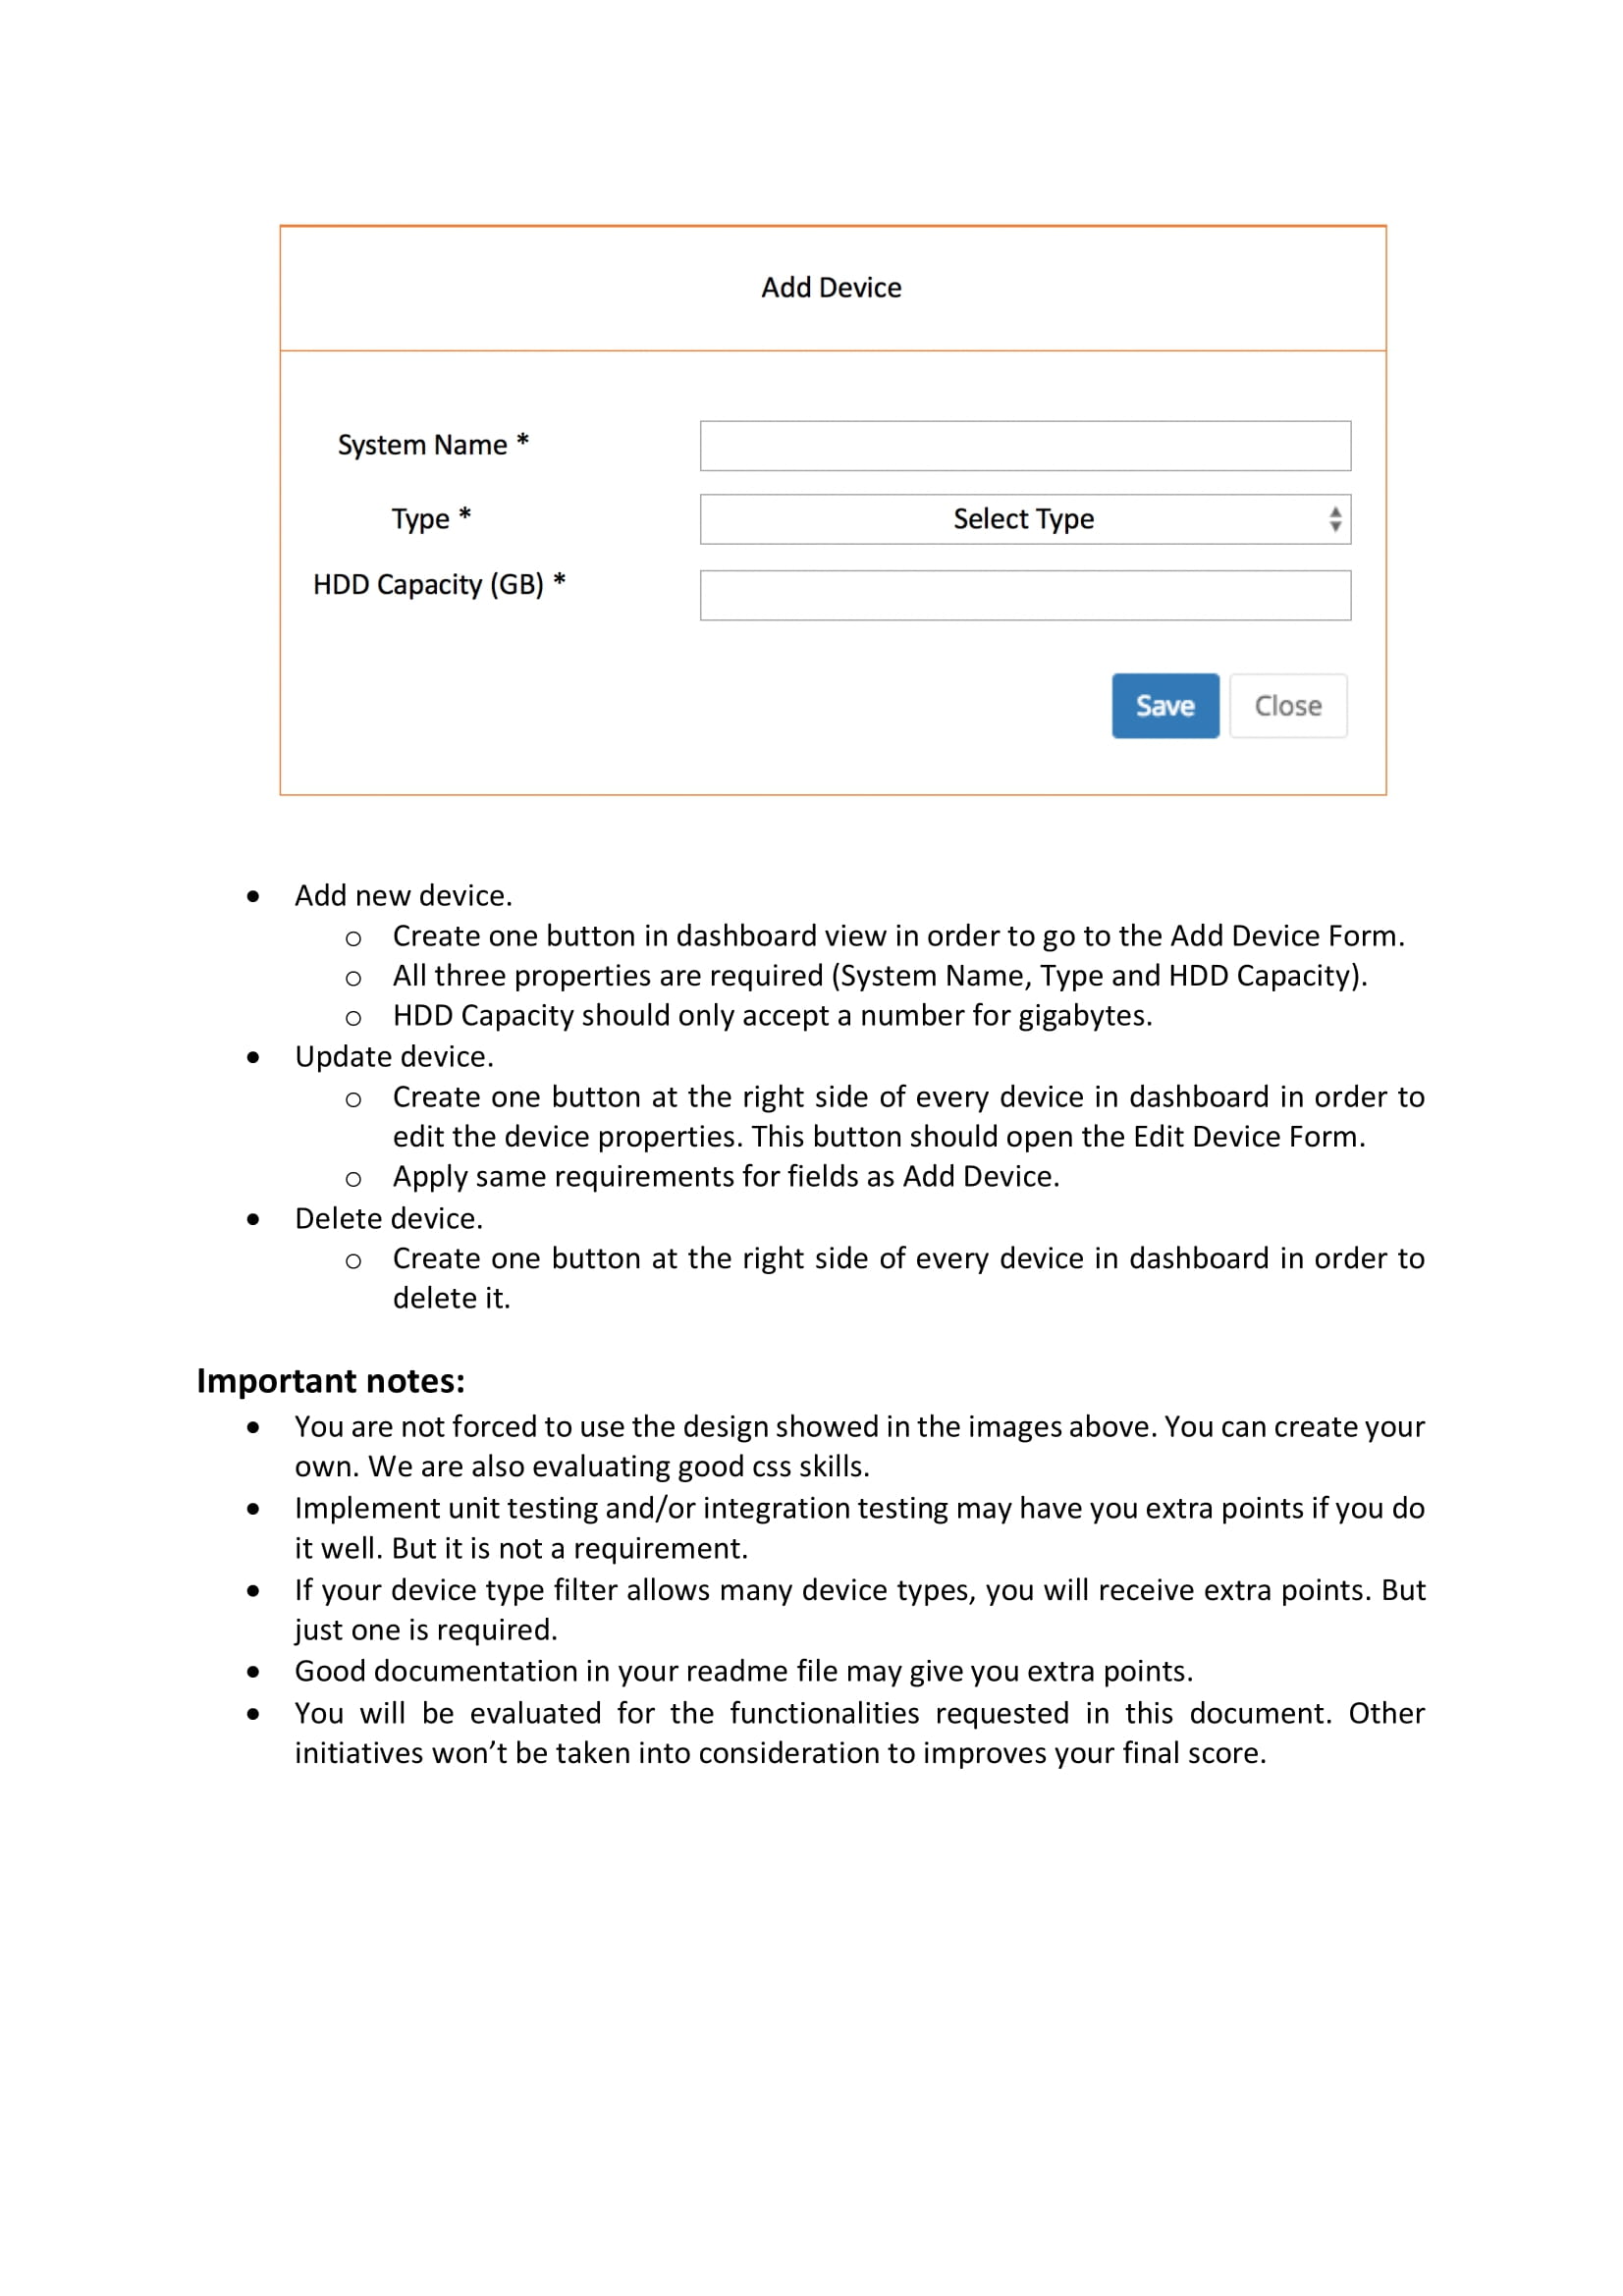 Add Device
System Name *
Type *
Select Type
HDD Capacity (GB) *
Save
Close
• Add new device.
o Create one button in dashboard view in order to go to the Add Device Form.
o All three properties are required (System Name, Type and HDD Capacity).
o HDD Capacity should only accept a number for gigabytes.
• Update device.
o Create one button at the right side of every device in dashboard in order to
edit the device properties. This button should open the Edit Device Form.
o Apply same requirements for fields as Add Device.
• Delete device.
o Create one button at the right side of every device in dashboard in order to
delete it.
Important notes:
• You are not forced to use the design showed in the images above. You can create your
own. We are also evaluating good css skills.
• Implement unit testing and/or integration testing may have you extra points if you do
it well. But it is not a requirement.
• If your device type filter allows many device types, you will receive extra points. But
just one is required.
• Good documentation in your readme file may give you extra points.
• You will be evaluated for the functionalities requested in this document. Other
initiatives won’t be taken into consideration to improves your final score.